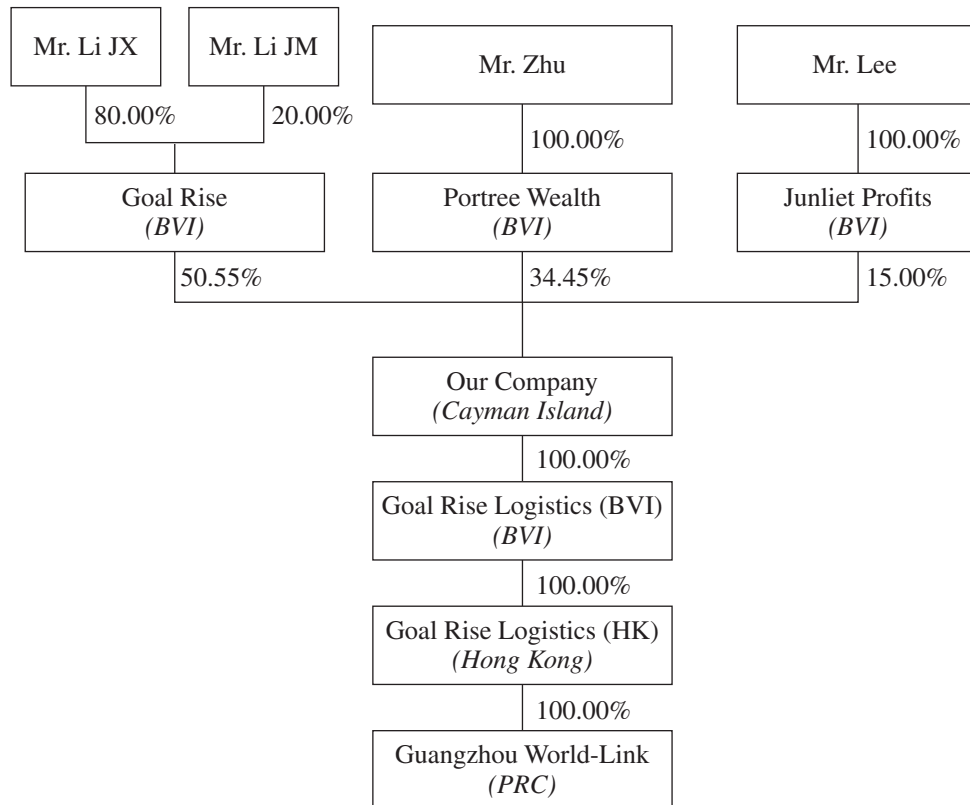 Mr. Li JX
Mr. Li JM
Mr. Zhu
Mr. Lee
80.00%
20.00%
100.00%
100.00%
Goal Rise
(BVI)
Portree Wealth
(BVI)
Junliet Profits
(BVI)
50.55%
34.45%
15.00%
Our Company
(Cayman Island)
100.00%
Goal Rise Logistics (BVI)
(BVI)
100.00%
Goal Rise Logistics (HK)
(Hong Kong)
100.00%
Guangzhou World-Link
(PRC)